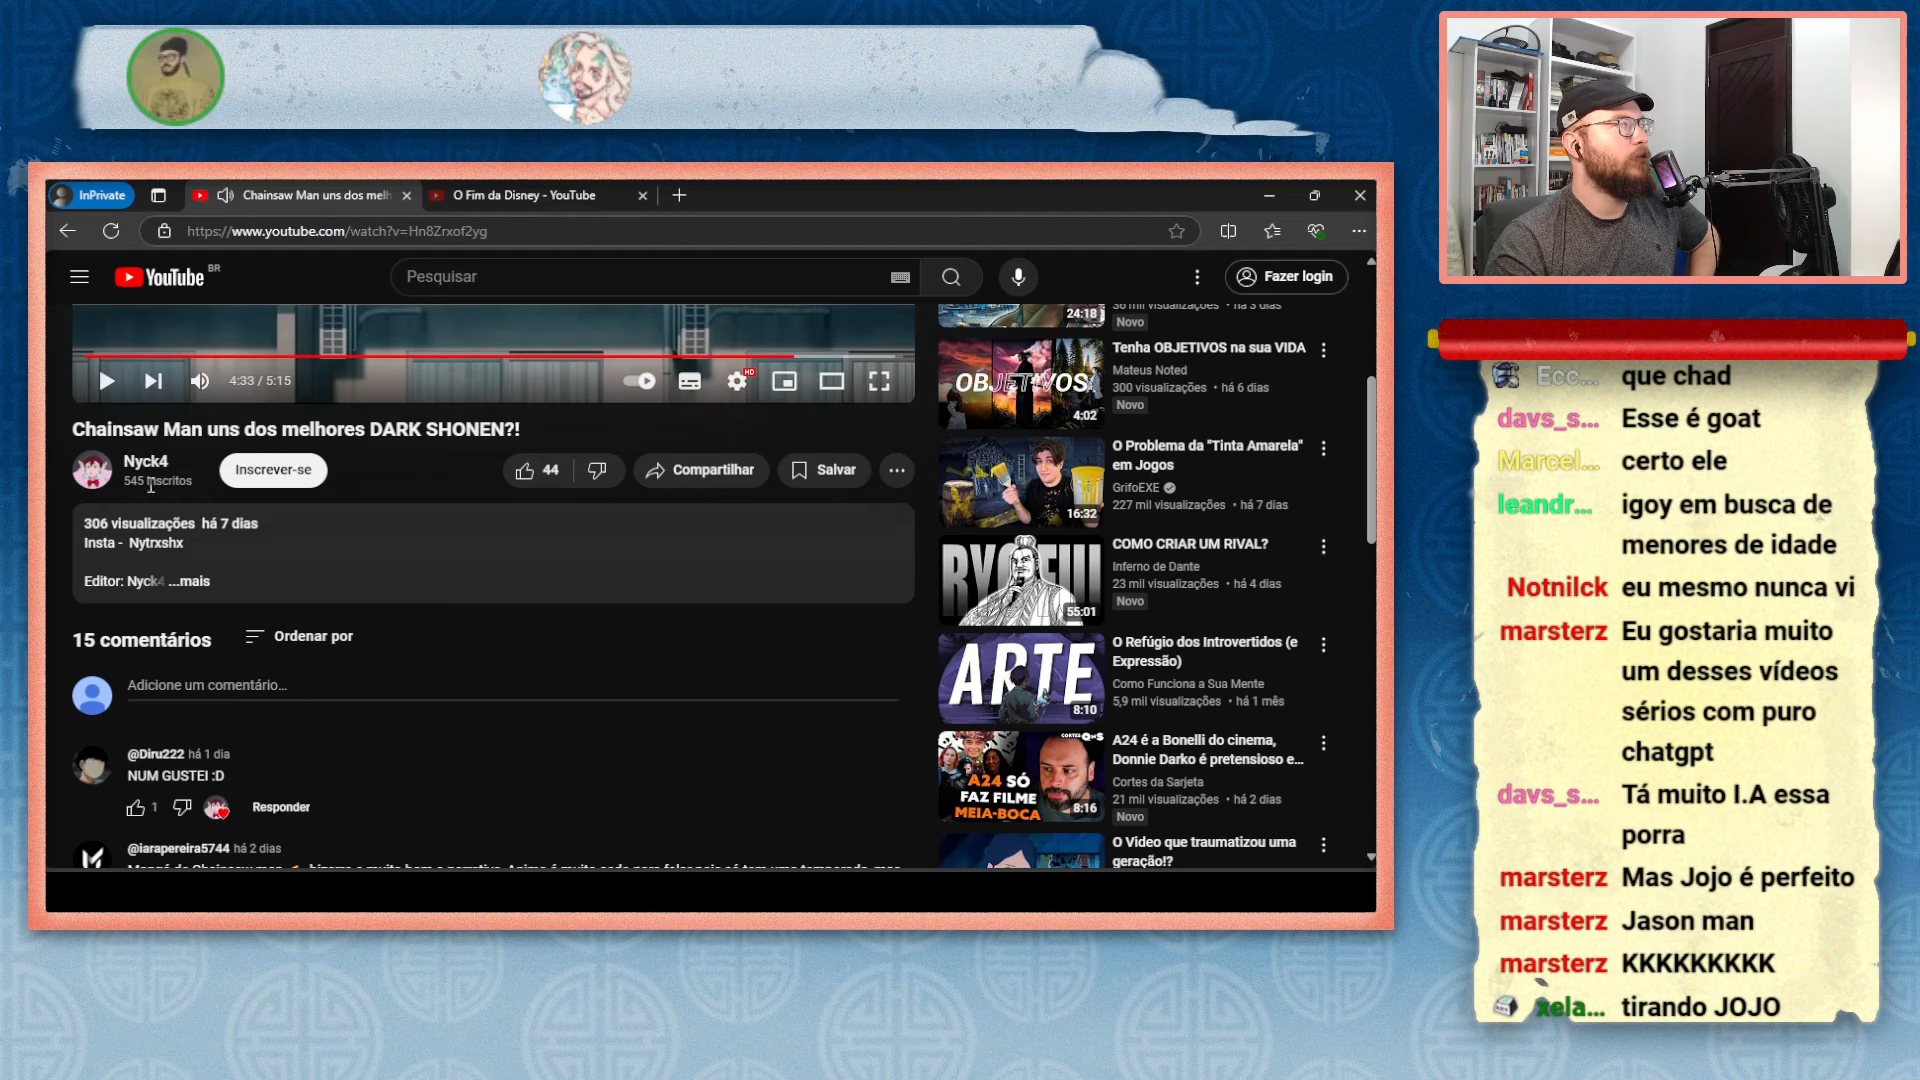 InPrivate
Chainsaw Man uns dos mell
O Fim da Disney - YouTube
https://www.youtube.com/watch?v=Hn8Zrxof2yg
YouTube BR
Pesquisar
Fazer login
4:33 / 5:15
HD
Chainsaw Man uns dos melhores DARK SHONEN?!
Nyck4
545 inscritos
Inscrever-se
44
Compartilhar
Salvar
306 visualizações há 7 dias
Insta - Nytrxshx
Editor: Nyck4 ...mais
15 comentários
Ordenar por
Adicione um comentário...
@Diru222 há 1 dia
NUM GUSTEI :D
1
Responder
@iarapereira5744 há 2 dias
24:18
36 mil visualizações • há 3 dias
Novo
OBJETIVOS
4:02
Tenha OBJETIVOS na sua VIDA
Mateus Noted
300 visualizações • há 6 dias
Novo
16:32
O Problema da "Tinta Amarela"
em Jogos
GrifoEXE
227 mil visualizações • há 7 dias
55:01
COMO CRIAR UM RIVAL?
Inferno de Dante
23 mil visualizações • há 4 dias
Novo
ARTE
8:10
O Refúgio dos Introvertidos (e
Expressão)
Como Funciona a Sua Mente
5,9 mil visualizações • há 1 mês
A24 SÓ
FAZ FILME
MEIA-BOCA
8:16
A24 é a Bonelli do cinema,
Donnie Darko é pretensioso e...
Cortes da Sarjeta
21 mil visualizações • há 2 dias
Novo
O Video que traumatizou uma
geração!?
Ecc... que chad
davs_s... Esse é goat
Marcel... certo ele
leandr... igoy em busca de
menores de idade
Notnilck eu mesmo nunca vi
marsterz Eu gostaria muito
um desses vídeos
sérios com puro
chatgpt
davs_s... Tá muito I.A essa
porra
marsterz Mas Jojo é perfeito
marsterz Jason man
marsterz KKKKKKKKK
xela... tirando JOJO